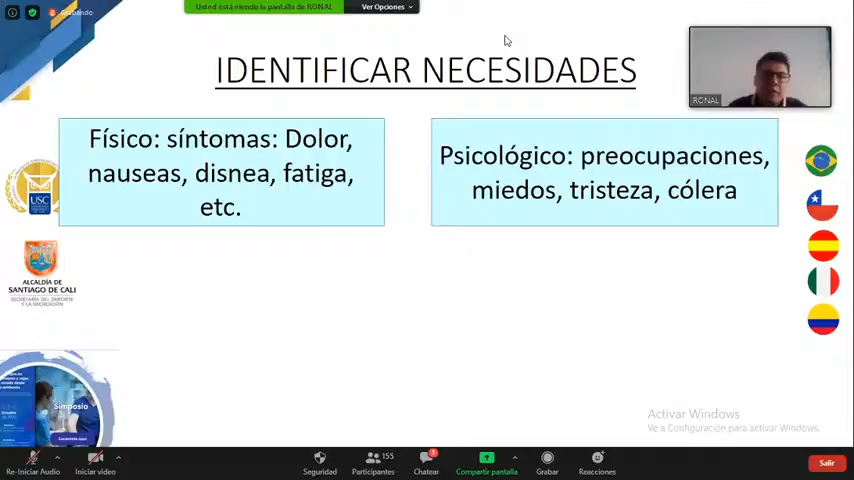 Grabando
Usted está viendo la pantalla de RONAL
Ver Opciones
IDENTIFICAR NECESIDADES
RONAL
Físico: síntomas: Dolor,
nauseas, disnea, fatiga,
etc.
Psicológico: preocupaciones,
miedos, tristeza, cólera
USC
ALCALDÍA DE
SANTIAGO DE CALI
SECRETARÍA DEL DEPORTE
Y LA RECREACIÓN
Simposio
Activar Windows
Ve a Configuración para activar Windows.
Re-Iniciar Audio
Iniciar video
Seguridad
155
Participantes
1
Chatear
Compartir pantalla
Grabar
Reacciones
Salir